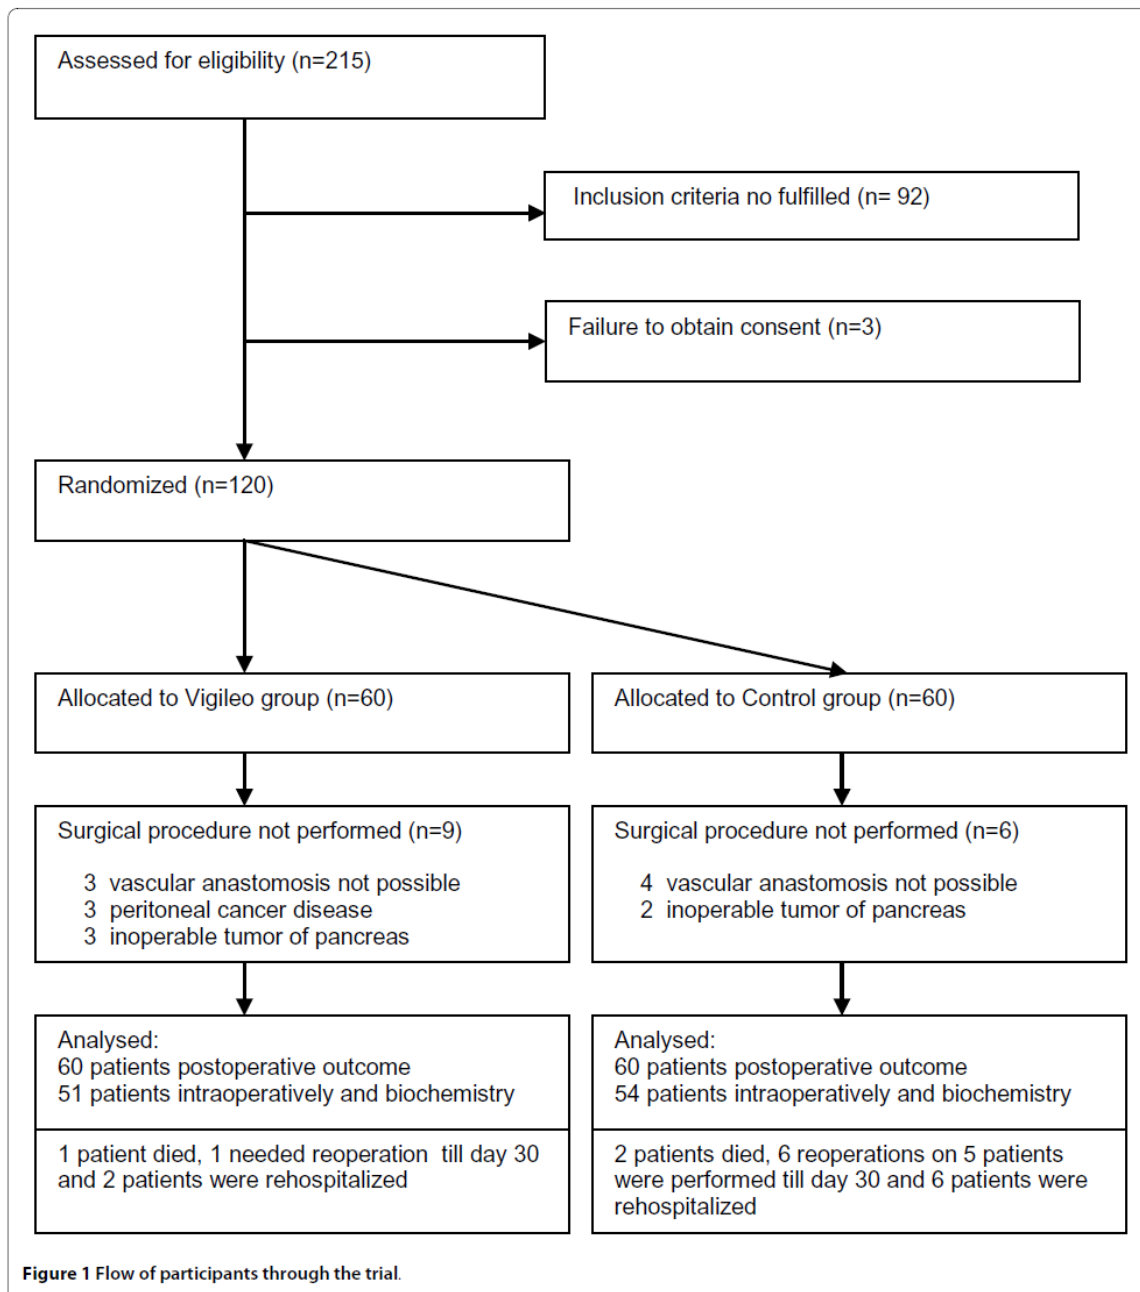 Assessed for eligibility (n=215)
Inclusion criteria no fulfilled (n= 92)
Failure to obtain consent (n=3)
Randomized (n=120)
Allocated to Vigileo group (n=60)
Allocated to Control group (n=60)
Surgical procedure not performed (n=9)
3 vascular anastomosis not possible
3 peritoneal cancer disease
3 inoperable tumor of pancreas
Surgical procedure not performed (n=6)
4 vascular anastomosis not possible
2 inoperable tumor of pancreas
Analysed:
60 patients postoperative outcome
51 patients intraoperatively and biochemistry
Analysed:
60 patients postoperative outcome
54 patients intraoperatively and biochemistry
1 patient died, 1 needed reoperation till day 30
and 2 patients were rehospitalized
2 patients died, 6 reoperations on 5 patients
were performed till day 30 and 6 patients were
rehospitalized
Figure 1 Flow of participants through the trial.